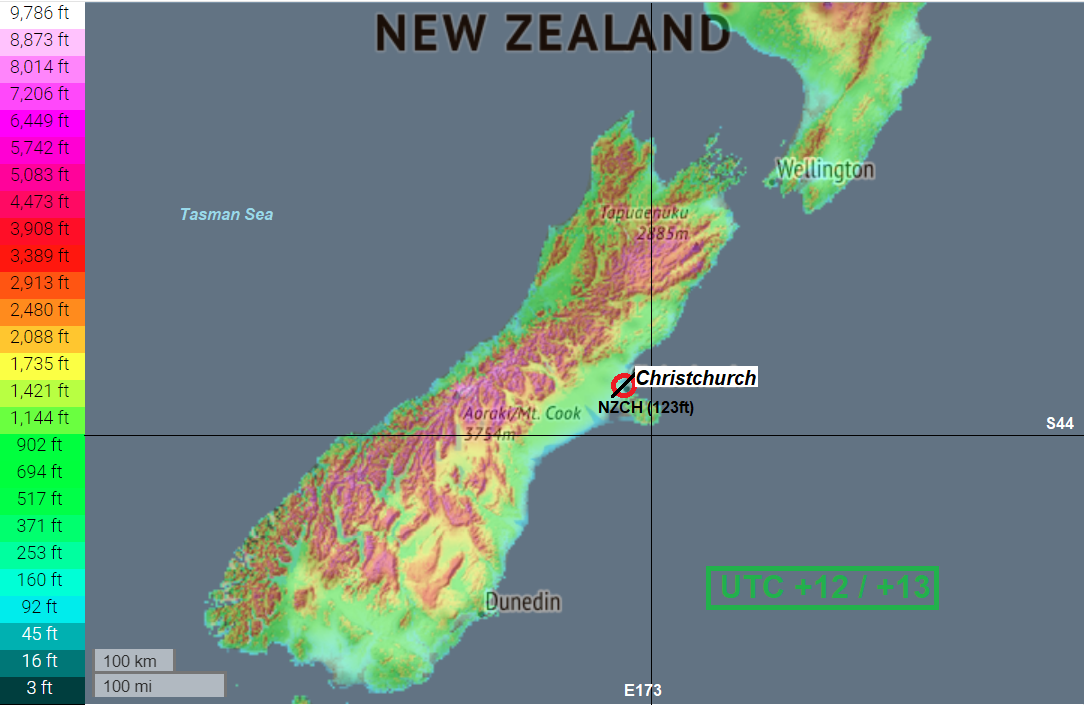 9,786 ft
8,873 ft
8,014 ft
7,206 ft
6,449 ft
5,742 ft
5,083 ft
4,473 ft
3,908 ft
3,389 ft
2,913 ft
2,480 ft
2,088 ft
1,735 ft
1,421 ft
1,144 ft
902 ft
694 ft
517 ft
371 ft
253 ft
160 ft
92 ft
45 ft
16 ft
3 ft
NEW ZEALAND
Wellington
Tasman Sea
Tapuaenuku
2885m
Christchurch
NZCH (123ft)
Aoraki/Mt. Cook
3754m
S44
UTC +12 / +13
Dunedin
100 km
100 mi
E173